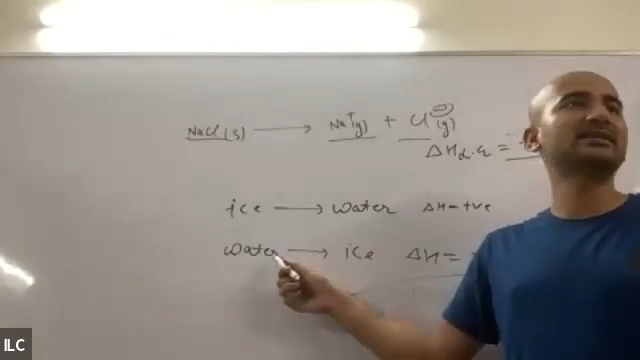 NaCl(s) ⟶ Na⁺(g) + Cl⁻(g)
ΔH L.E =
ice ⟶ water ΔH = +ve
water ⟶ ice ΔH =
ILC